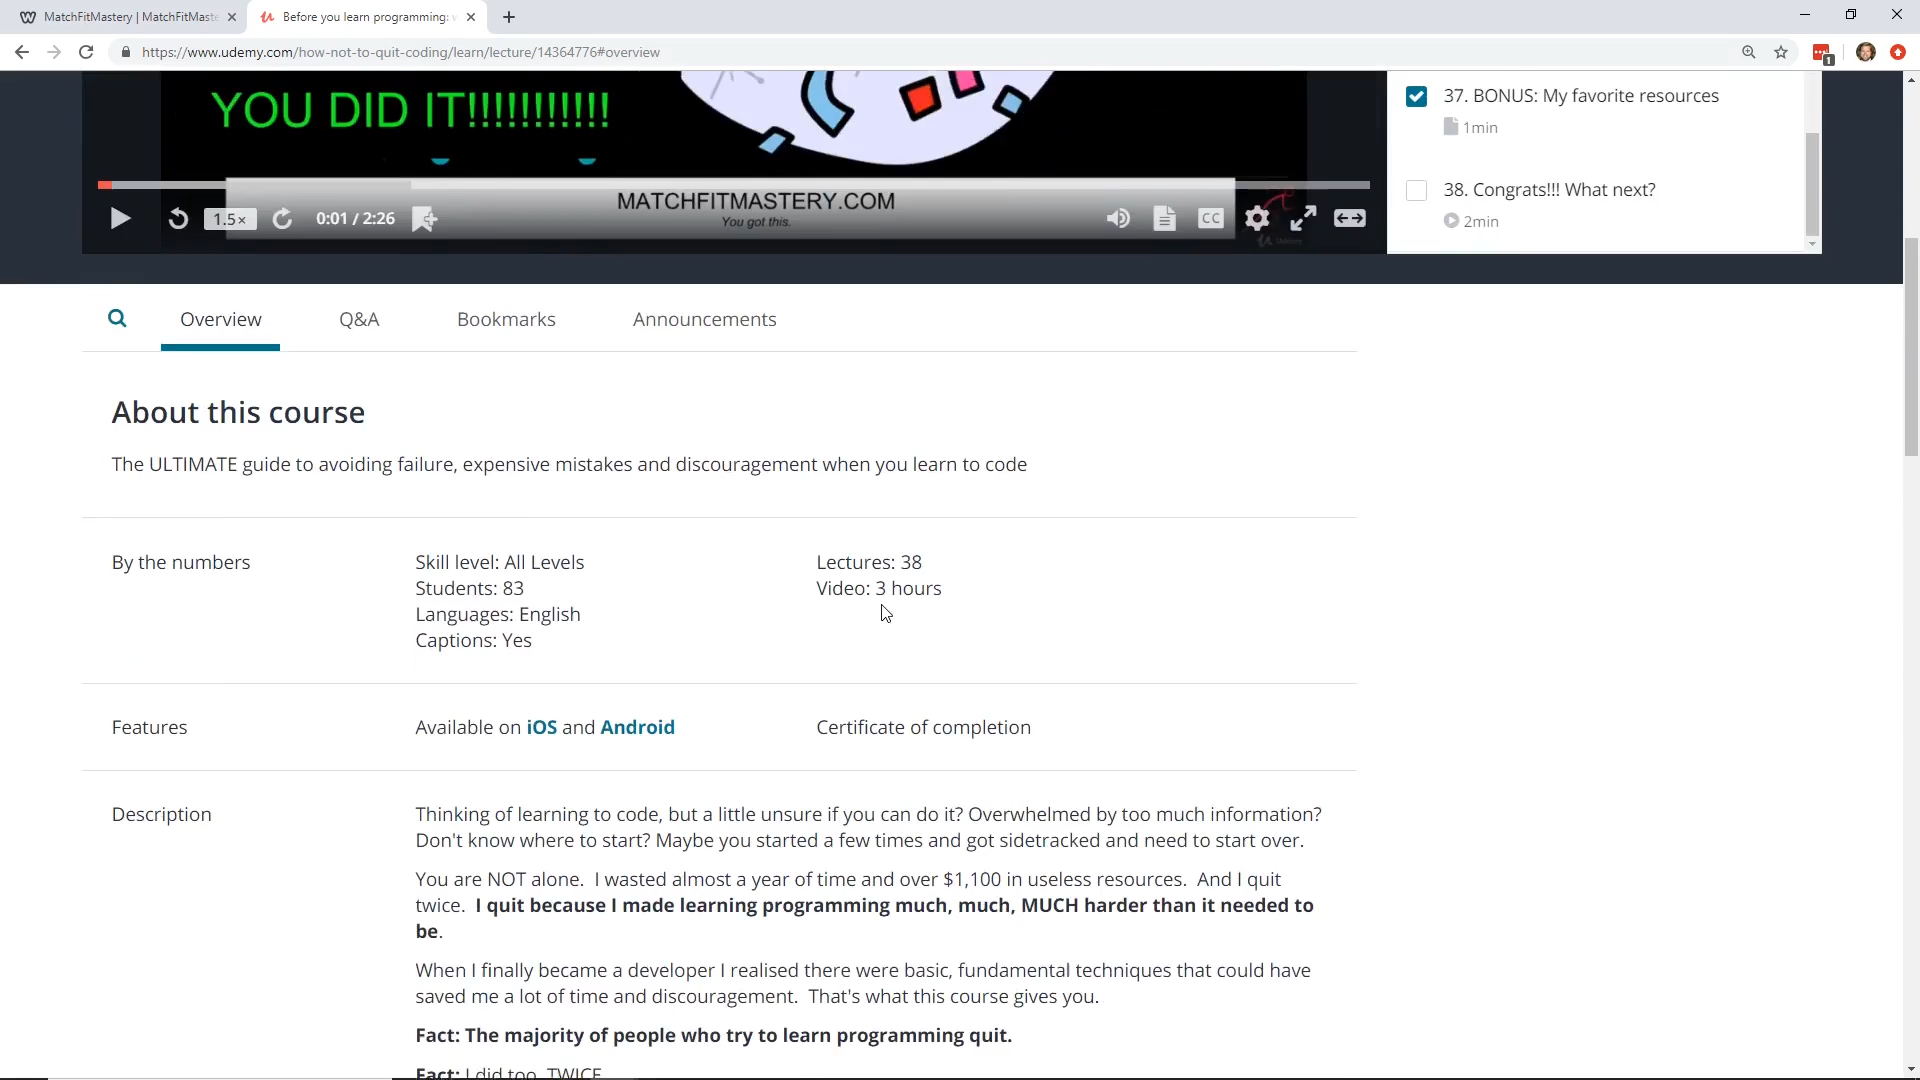 MatchFitMastery | MatchFitMaste
Before you learn programming: w
https://www.udemy.com/how-not-to-quit-coding/learn/lecture/14364776#overview
1
YOU DID IT!!!!!!!!!!!
MATCHFITMASTERY.COM
You got this.
1.5×
0:01 / 2:26
CC
Udemy
37. BONUS: My favorite resources
1min
38. Congrats!!! What next?
2min
Overview
Q&A
Bookmarks
Announcements
About this course
The ULTIMATE guide to avoiding failure, expensive mistakes and discouragement when you learn to code
By the numbers
Skill level: All Levels
Students: 83
Languages: English
Captions: Yes
Lectures: 38
Video: 3 hours
Features
Available on iOS and Android
Certificate of completion
Description
Thinking of learning to code, but a little unsure if you can do it? Overwhelmed by too much information?
Don't know where to start? Maybe you started a few times and got sidetracked and need to start over.
You are NOT alone.  I wasted almost a year of time and over $1,100 in useless resources.  And I quit
twice.  I quit because I made learning programming much, much, MUCH harder than it needed to
be.
When I finally became a developer I realised there were basic, fundamental techniques that could have
saved me a lot of time and discouragement.  That's what this course gives you.
Fact: The majority of people who try to learn programming quit.
Fact: I did too. TWICE